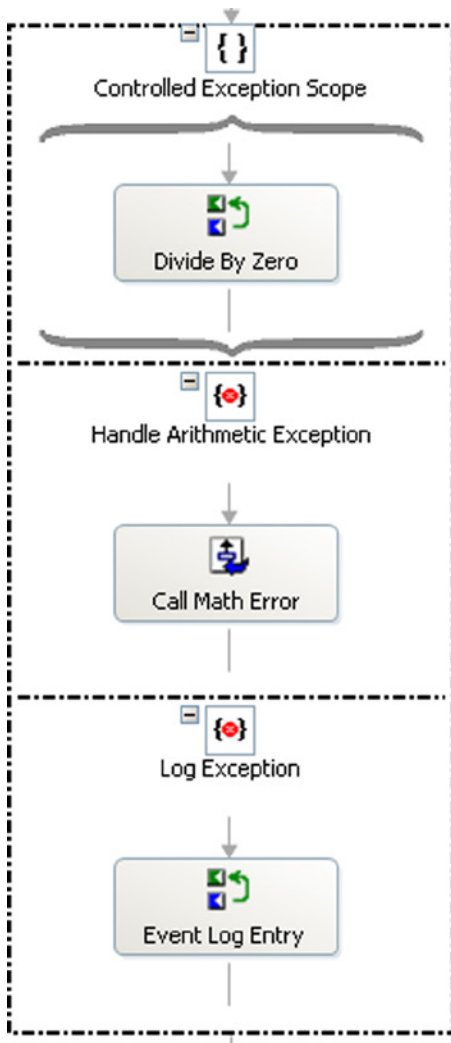 { }
Controlled Exception Scope
Divide By Zero
Handle Arithmetic Exception
Call Math Error
Log Exception
Event Log Entry